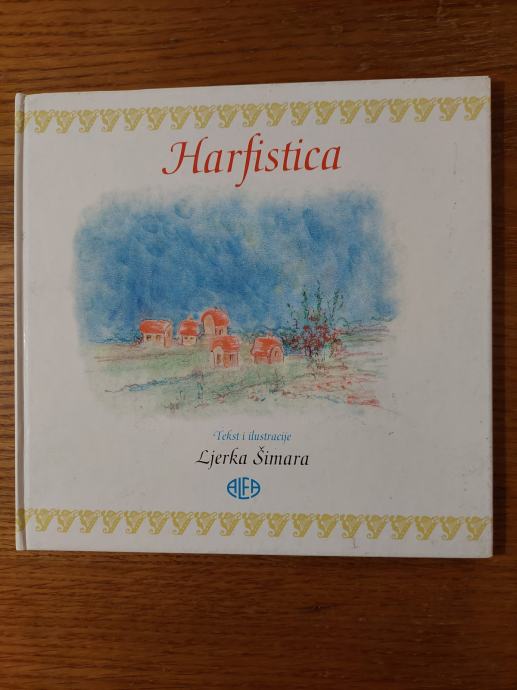 Harfistica
Tekst i ilustracije
Ljerka Šimara
ALFA